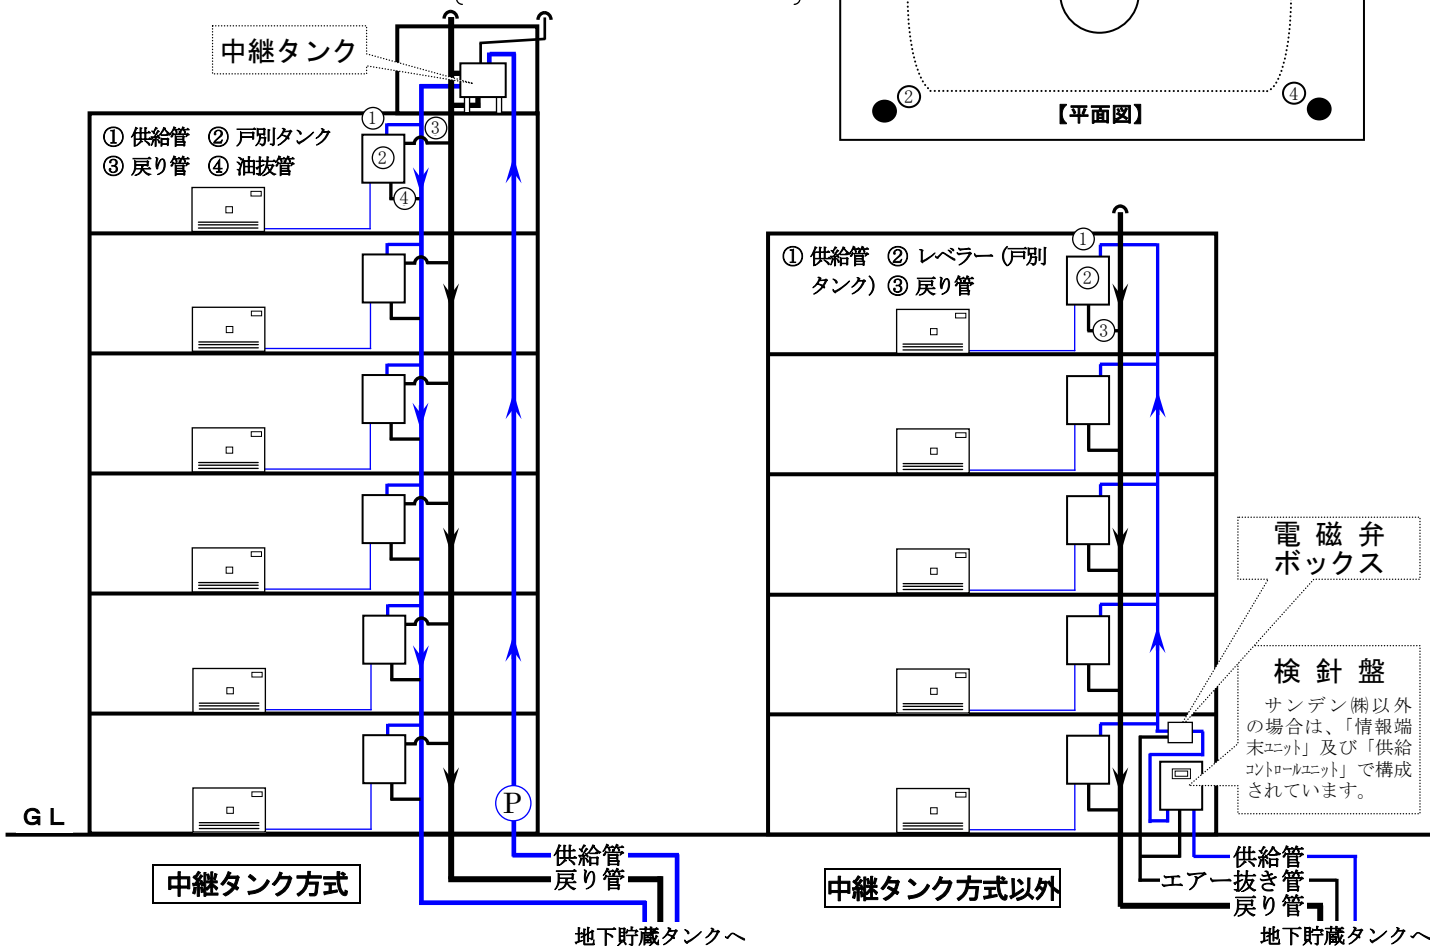 中継タンク
① 供給管 ② 戸別タンク
③ 戻り管 ④ 油抜管
①
②
③
④
P
GL
中継タンク方式
供給管
戻り管
地下貯蔵タンクへ
②
④
【平面図】
① 供給管 ② レベラー (戸別
タンク) ③ 戻り管
①
②
③
電磁弁
ボックス
検針盤
サンデン㈱以外
の場合は、「情報端
末ユニット」及び「供給
コントロールユニット」で構成
されています。
中継タンク方式以外
供給管
エアー抜き管
戻り管
地下貯蔵タンクへ